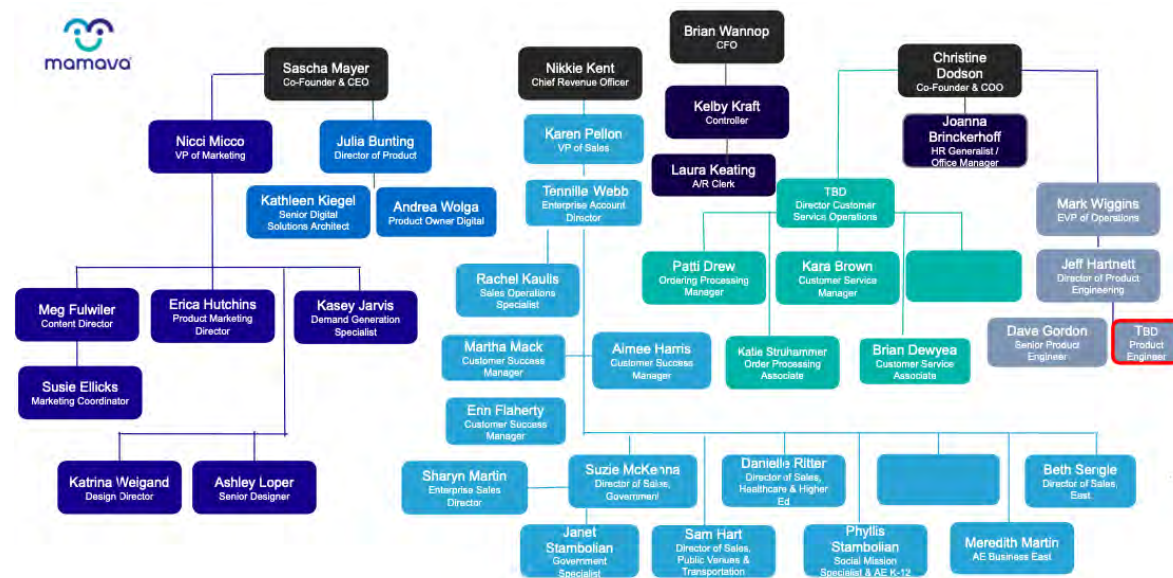 mamava
Sascha Mayer
Co-Founder & CEO
Nikkie Kent
Chief Revenue Officer
Brian Wannop
CFO
Christine
Dodson
Co-Founder & COO
Nicci Micco
VP of Marketing
Julia Bunting
Director of Product
Karen Pellon
VP of Sales
Kelby Kraft
Controller
Joanna
Brinckerhoff
HR Generalist /
Office Manager
Kathleen Kiegel
Senior Digital
Solutions Architect
Andrea Wolga
Product Owner Digital
Tennille Webb
Enterprise Account
Director
Laura Keating
A/R Clerk
TBD
Director Customer
Service Operations
Mark Wiggins
EVP of Operations
Meg Fulwiler
Content Director
Erica Hutchins
Product Marketing
Director
Kasey Jarvis
Demand Generation
Specialist
Rachel Kaulis
Sales Operations
Specialist
Patti Drew
Ordering Processing
Manager
Kara Brown
Customer Service
Manager
Jeff Hartnett
Director of Product
Engineering
Susie Ellicks
Marketing Coordinator
Martha Mack
Customer Success
Manager
Aimee Harris
Customer Success
Manager
Katie Struhammer
Order Processing
Associate
Brian Dewyea
Customer Service
Associate
Dave Gordon
Senior Product
Engineer
TBD
Product
Engineer
Erin Flaherty
Customer Success
Manager
Katrina Weigand
Design Director
Ashley Loper
Senior Designer
Sharyn Martin
Enterprise Sales
Director
Suzie McKenna
Director of Sales,
Government
Danielle Ritter
Director of Sales,
Healthcare & Higher
Ed
Beth Serigle
Director of Sales,
East
Janet
Stambolian
Government
Specialist
Sam Hart
Director of Sales,
Public Venues &
Transportation
Phyllis
Stambolian
Social Mission
Specialist & AE K-12
Meredith Martin
AE Business East